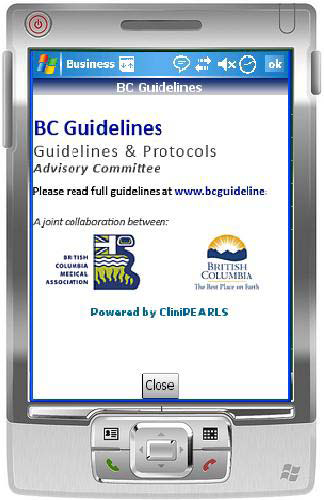 Business
ok
BC Guidelines
BC Guidelines
Guidelines & Protocols
Advisory Committee
Please read full guidelines at www.bcguideline
A joint collaboration between:
BRITISH
COLUMBIA
MEDICAL
ASSOCIATION
BRITISH
COLUMBIA
The Best Place on Earth
Powered by CliniPEARLS
Close